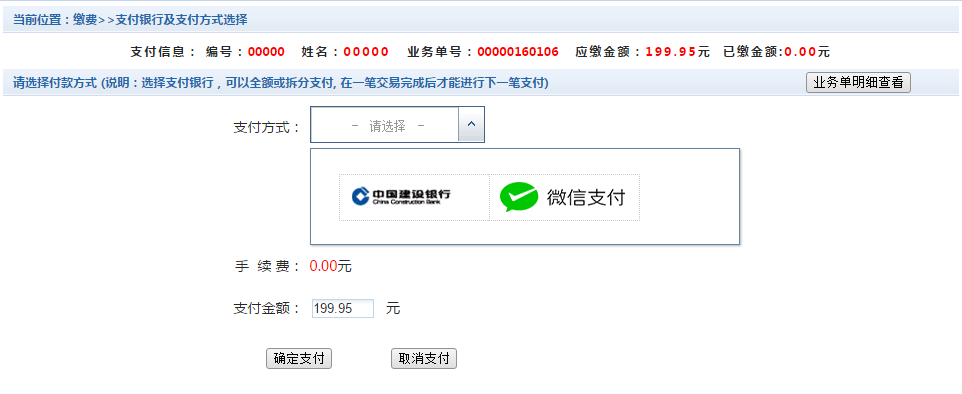 当前位置：缴费>>支付银行及支付方式选择
支付信息： 编号：00000 姓名：00000 业务单号：00000160106 应缴金额：199.95元 已缴金额:0.00元
请选择付款方式 (说明：选择支付银行，可以全额或拆分支付, 在一笔交易完成后才能进行下一笔支付) 业务单明细查看
支付方式： - 请选择 -
中国建设银行 微信支付
China Construction Bank
手 续 费： 0.00元
支付金额： 199.95 元
确定支付 取消支付